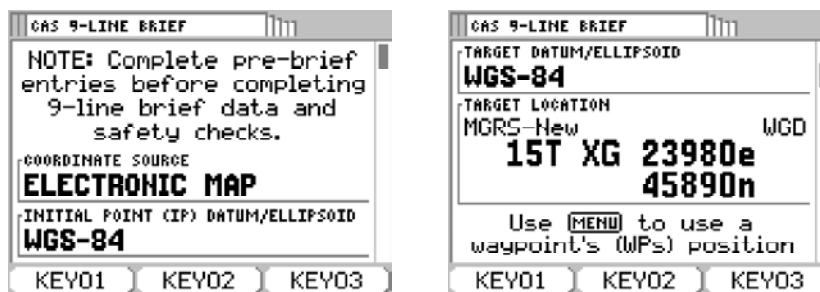 CAS 9-LINE BRIEF
NOTE: Complete pre-brief
entries before completing
9-line brief data and
safety checks.
COORDINATE SOURCE
ELECTRONIC MAP
INITIAL POINT (IP) DATUM/ELLIPSOID
WGS-84
KEY01 KEY02 KEY03
CAS 9-LINE BRIEF
TARGET DATUM/ELLIPSOID
WGS-84
TARGET LOCATION
MGRS-New WGD
15T XG 23980e
45890n
Use MENU to use a
waypoint's (WPs) position
KEY01 KEY02 KEY03